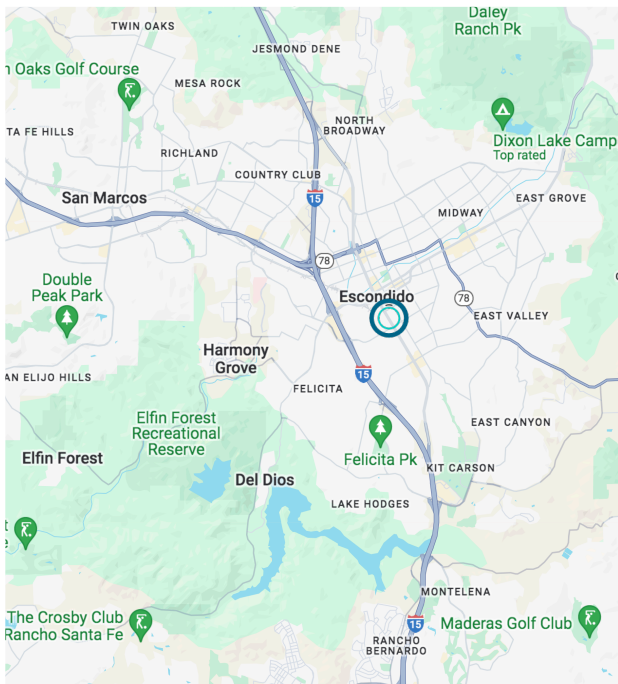 Daley
Ranch Pk
TWIN OAKS
JESMOND DENE
n Oaks Golf Course
MESA ROCK
NORTH
BROADWAY
TA FE HILLS
Dixon Lake Camp
Top rated
RICHLAND
COUNTRY CLUB
15
San Marcos
EAST GROVE
MIDWAY
78
Double
Peak Park
Escondido
78
EAST VALLEY
Harmony
Grove
15
AN ELIJO HILLS
FELICITA
Elfin Forest
Recreational
Reserve
EAST CANYON
Elfin Forest
Felicita Pk
KIT CARSON
Del Dios
LAKE HODGES
MONTELENA
The Crosby Club
Rancho Santa Fe
15
Maderas Golf Club
RANCHO
BERNARDO